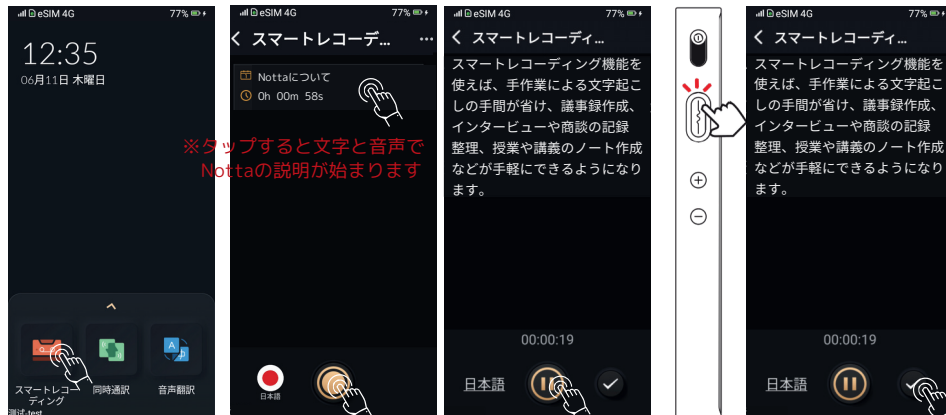 eSIM 4G 77%
12:35
06月11日 木曜日
スマートレコー
ディング
同時通訳
音声翻訳
测试-test
eSIM 4G 77%
スマートレコーデ... ...
Nottaについて
0h 00m 58s
※タップすると文字と音声で
Nottaの説明が始まります
日本語
eSIM 4G 77%
スマートレコーディ...
スマートレコーディング機能を
使えば、手作業による文字起こ
しの手間が省け、議事録作成、
インタービューや商談の記録
整理、授業や講義のノート作成
などが手軽にできるようになり
ます。
00:00:19
日本語
eSIM 4G 77%
スマートレコーディ...
スマートレコーディング機能を
使えば、手作業による文字起こ
しの手間が省け、議事録作成、
インタービューや商談の記録
整理、授業や講義のノート作成
などが手軽にできるようになり
ます。
00:00:19
日本語